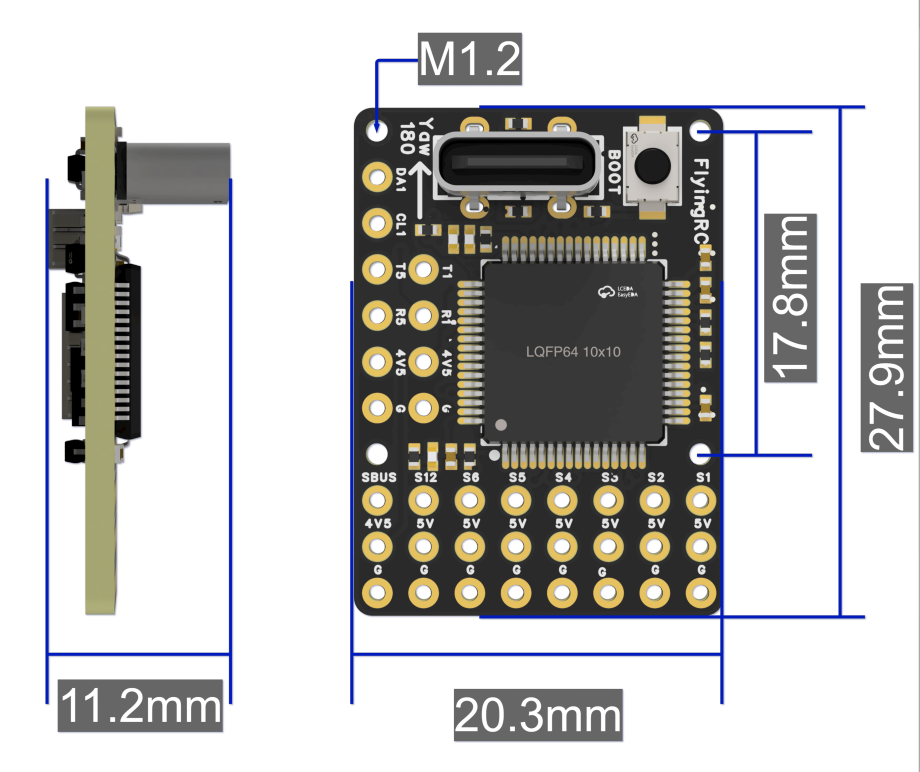 M1.2
Yaw
180
BOOT
DA1
CL1
FlyingRC
T5 T1
R5 R1
4V5 4V5
G G
LCEDA
EasyEDA
LQFP64 10x10
SBUS S12 S6 S5 S4 S3 S2 S1
4V5 5V 5V 5V 5V 5V 5V 5V
G G G G G G G G
17.8mm
27.9mm
11.2mm
20.3mm